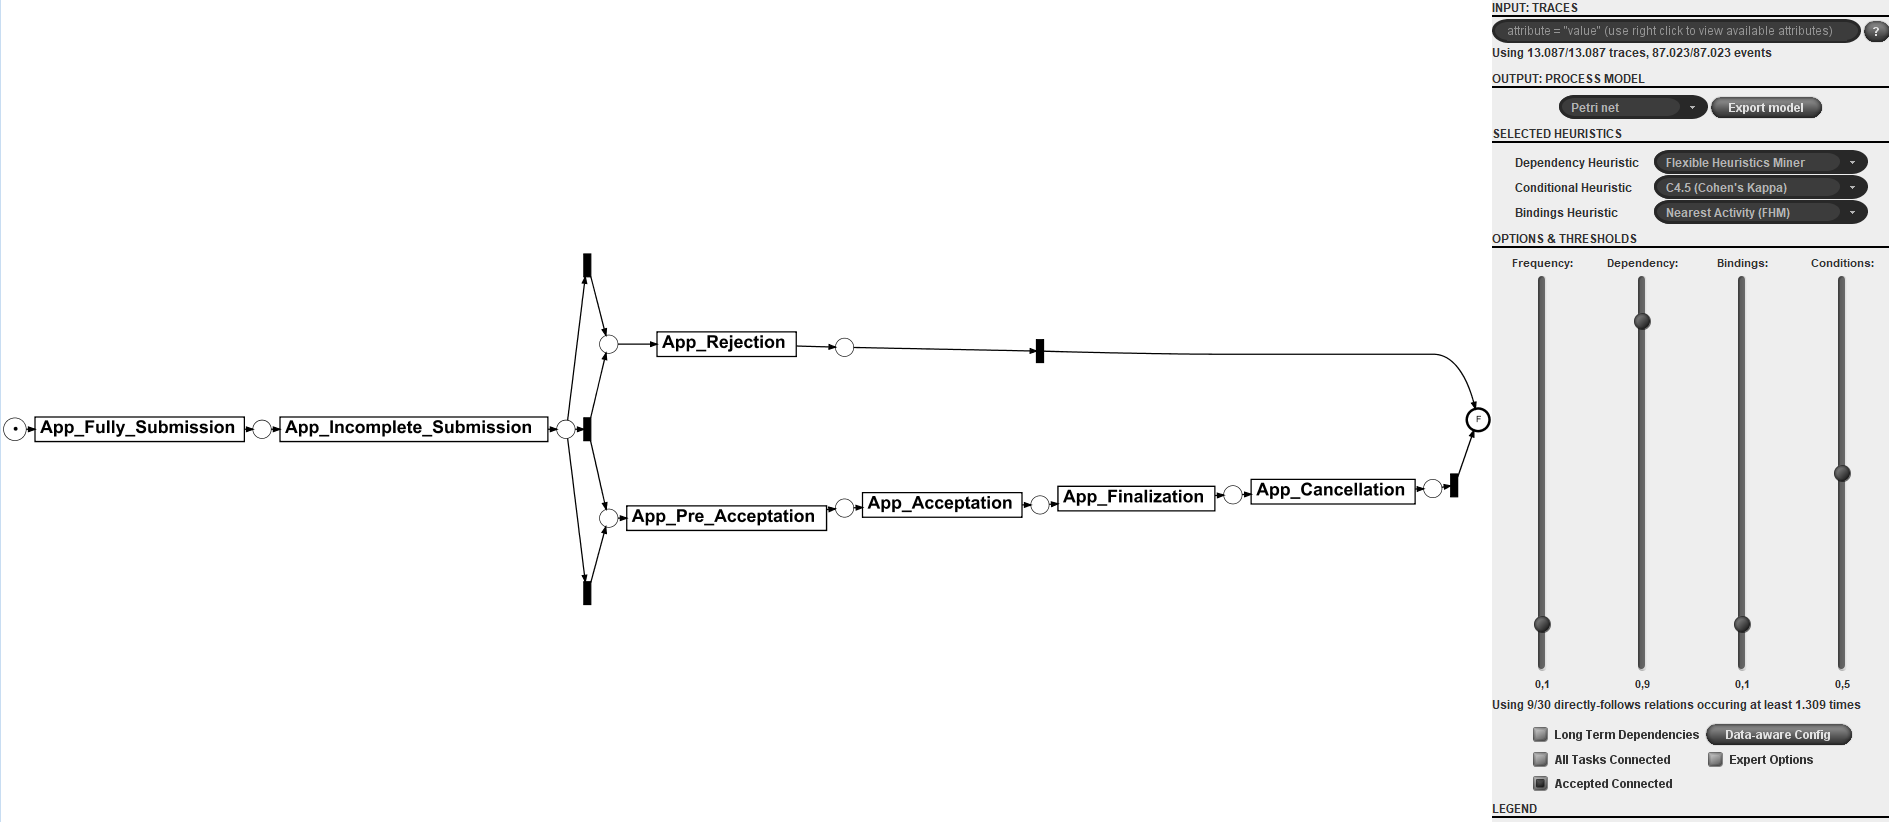 INPUT: TRACES
attribute = "value" (use right click to view available attributes)
?
Using 13.087/13.087 traces, 87.023/87.023 events
OUTPUT: PROCESS MODEL
Petri net
Export model
SELECTED HEURISTICS
Dependency Heuristic
Flexible Heuristics Miner
Conditional Heuristic
C4.5 (Cohen's Kappa)
Bindings Heuristic
Nearest Activity (FHM)
OPTIONS & THRESHOLDS
Frequency:
Dependency:
Bindings:
Conditions:
App_Rejection
F
App_Fully_Submission
App_Incomplete_Submission
App_Pre_Acceptation
App_Acceptation
App_Finalization
App_Cancellation
0,1
0,9
0,1
0,5
Using 9/30 directly-follows relations occuring at least 1.309 times
Long Term Dependencies
Data-aware Config
All Tasks Connected
Expert Options
Accepted Connected
LEGEND